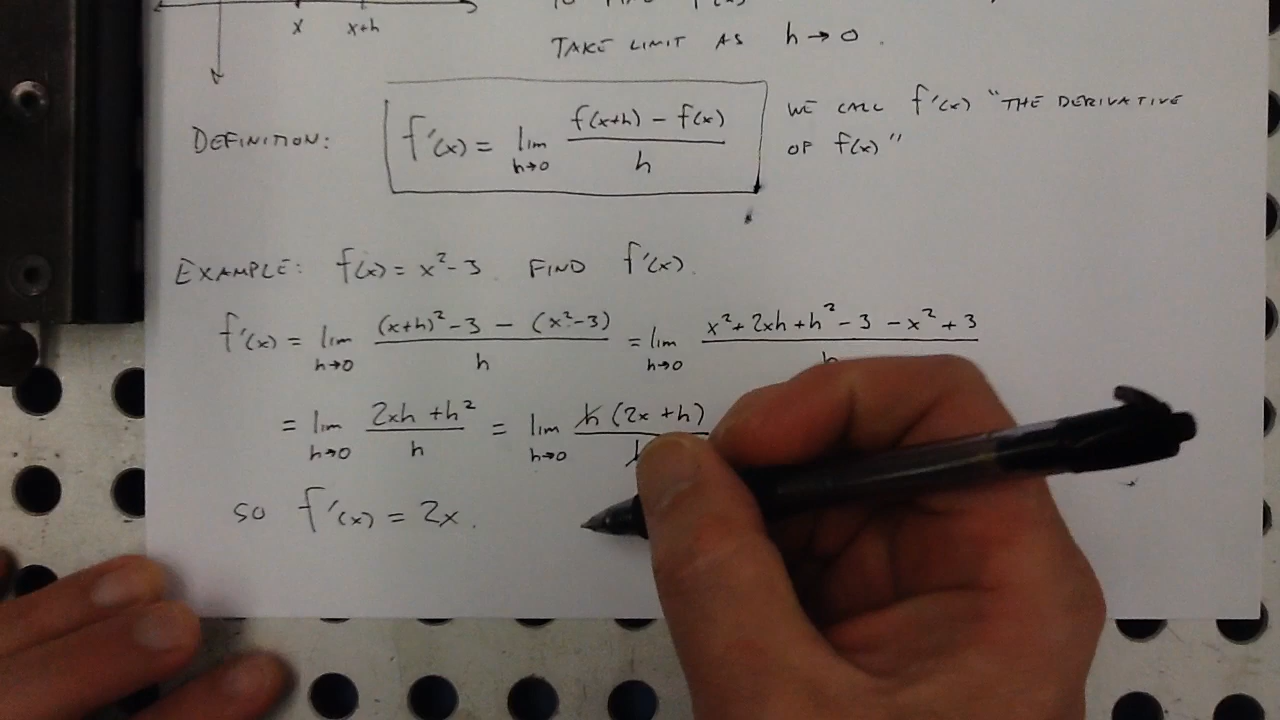 x x+h
TAKE LIMIT AS h→0.
DEFINITION: f'(x) = lim h→0 (f(x+h) - f(x))/h WE CALL f'(x) "THE DERIVATIVE
OF f(x)"
EXAMPLE: f(x) = x²-3. FIND f'(x).
f'(x) = lim h→0 ((x+h)²-3 - (x²-3))/h = lim h→0 (x²+2xh+h²-3-x²+3)/h
= lim h→0 (2xh+h²)/h = lim h→0 h(2x+h)/h
SO f'(x) = 2x.